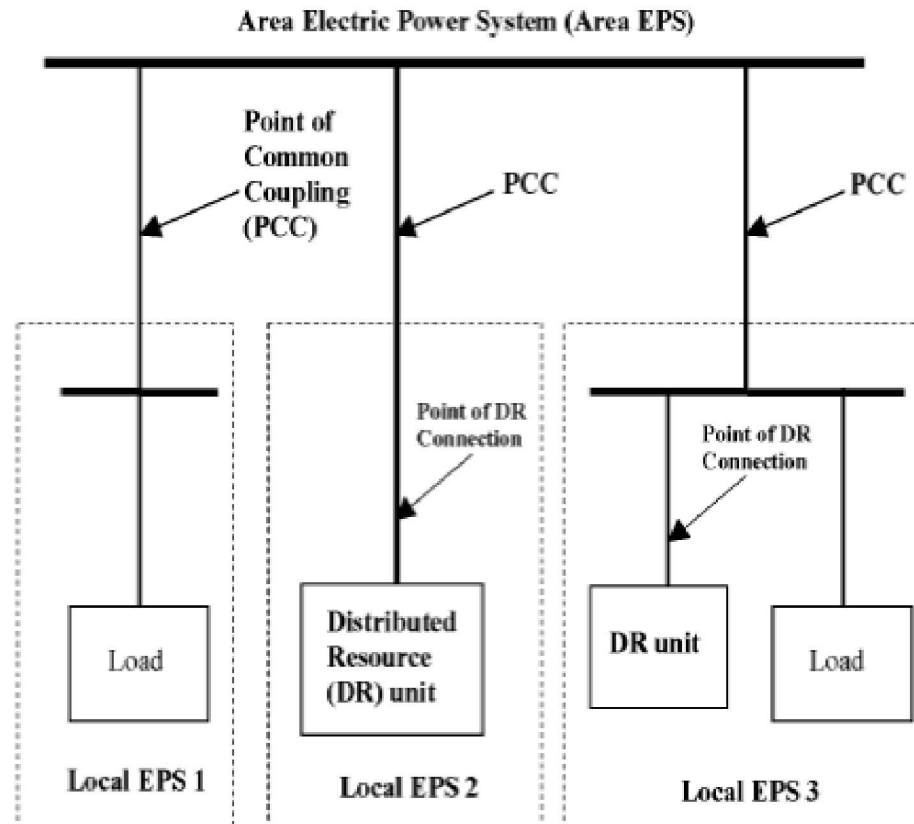 Area Electric Power System (Area EPS)
Point of
Common
Coupling
(PCC)
PCC
PCC
Point of DR
Connection
Point of DR
Connection
Load
Distributed
Resource
(DR) unit
DR unit
Load
Local EPS 1
Local EPS 2
Local EPS 3